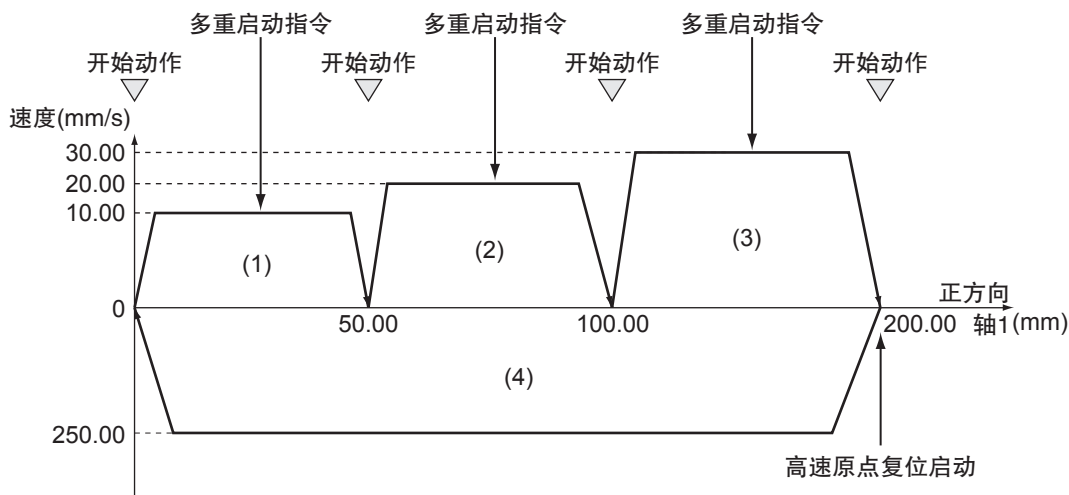 多重启动指令 多重启动指令 多重启动指令
开始动作 开始动作 开始动作 开始动作
速度(mm/s)
30.00
20.00
10.00
(1) (2) (3)
正方向
0 50.00 100.00 200.00 轴1(mm)
(4)
250.00
高速原点复位启动